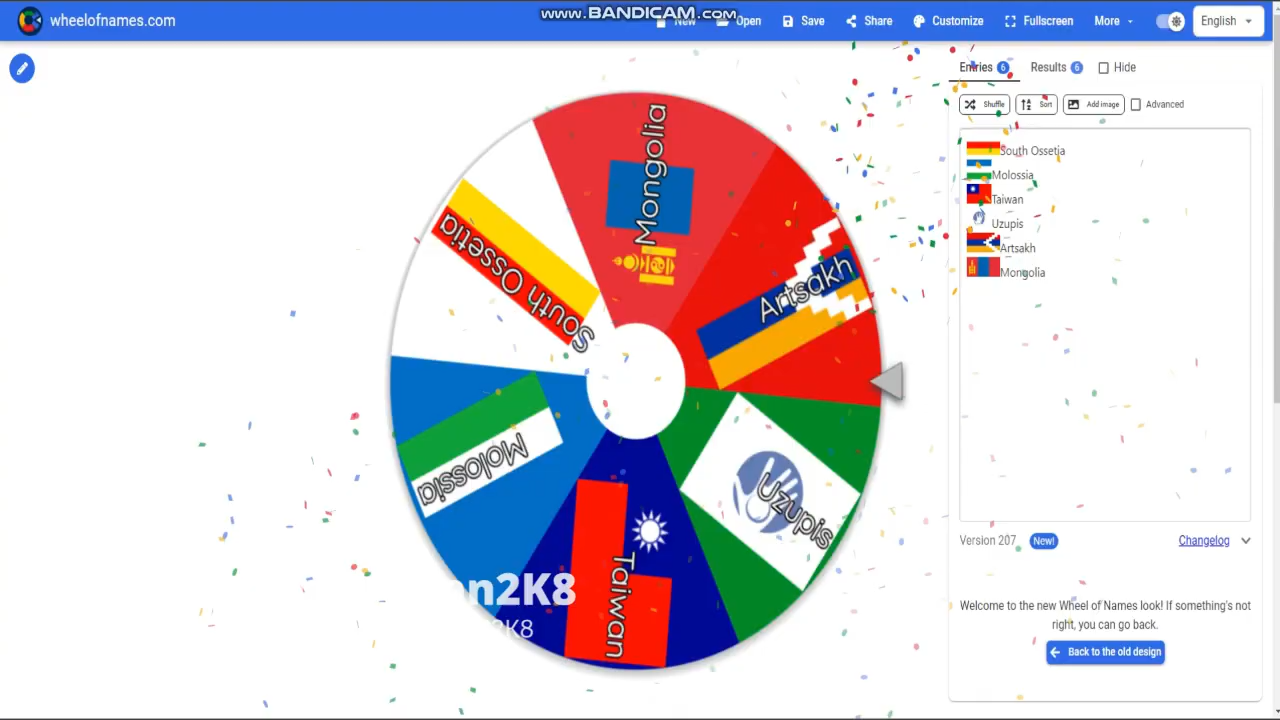 www.BANDICAM.com
wheelofnames.com
New
Open
Save
Share
Customize
Fullscreen
More
English
Entries 6
Results 6
Hide
Shuffle
Sort
Add image
Advanced
South Ossetia
Molossia
Taiwan
Uzupis
Artsakh
Mongolia
Mongolia
Artsakh
South Ossetia
Molossia
Uzupis
Taiwan
n2K8
2K8
Version 207
New!
Changelog
Welcome to the new Wheel of Names look! If something's not
right, you can go back.
Back to the old design